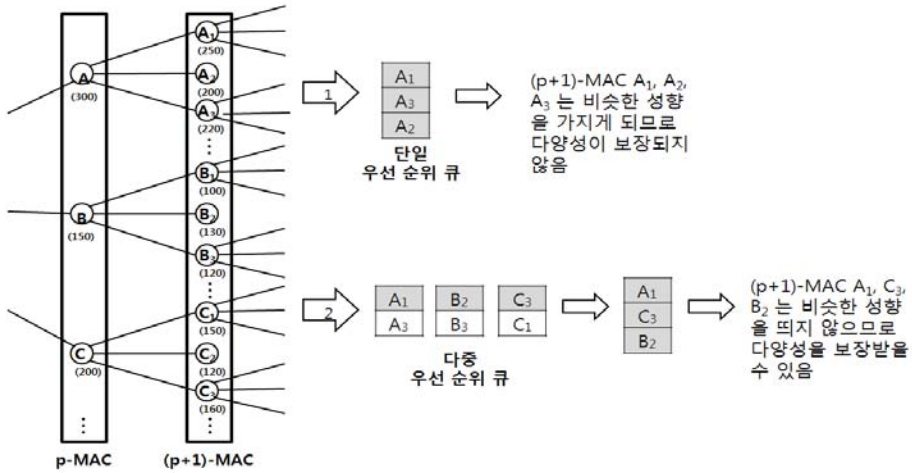 A
(300)
B
(150)
C
(200)
⋮
p-MAC
A₁
(250)
A₂
(200)
A₃
(220)
⋮
B₁
(100)
B₂
(130)
B₃
(120)
⋮
C₁
(150)
C₂
(120)
C₃
(160)
⋮
(p+1)-MAC
1
A₁
A₃
A₂
단일
우선 순위 큐
(p+1)-MAC A₁, A₂,
A₃ 는 비슷한 성향
을 가지게 되므로
다양성이 보장되지
않음
2
A₁
A₃
B₂
B₃
C₃
C₁
다중
우선 순위 큐
A₁
C₃
B₂
(p+1)-MAC A₁, C₃,
B₂ 는 비슷한 성향
을 띄지 않으므로
다양성을 보장받을
수 있음